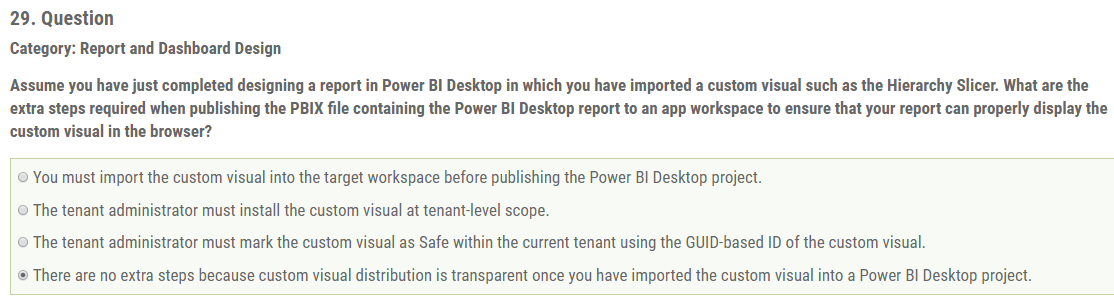 29. Question
Category: Report and Dashboard Design
Assume you have just completed designing a report in Power BI Desktop in which you have imported a custom visual such as the Hierarchy Slicer. What are the
extra steps required when publishing the PBIX file containing the Power BI Desktop report to an app workspace to ensure that your report can properly display the
custom visual in the browser?
You must import the custom visual into the target workspace before publishing the Power BI Desktop project.
The tenant administrator must install the custom visual at tenant-level scope.
The tenant administrator must mark the custom visual as Safe within the current tenant using the GUID-based ID of the custom visual.
There are no extra steps because custom visual distribution is transparent once you have imported the custom visual into a Power BI Desktop project.